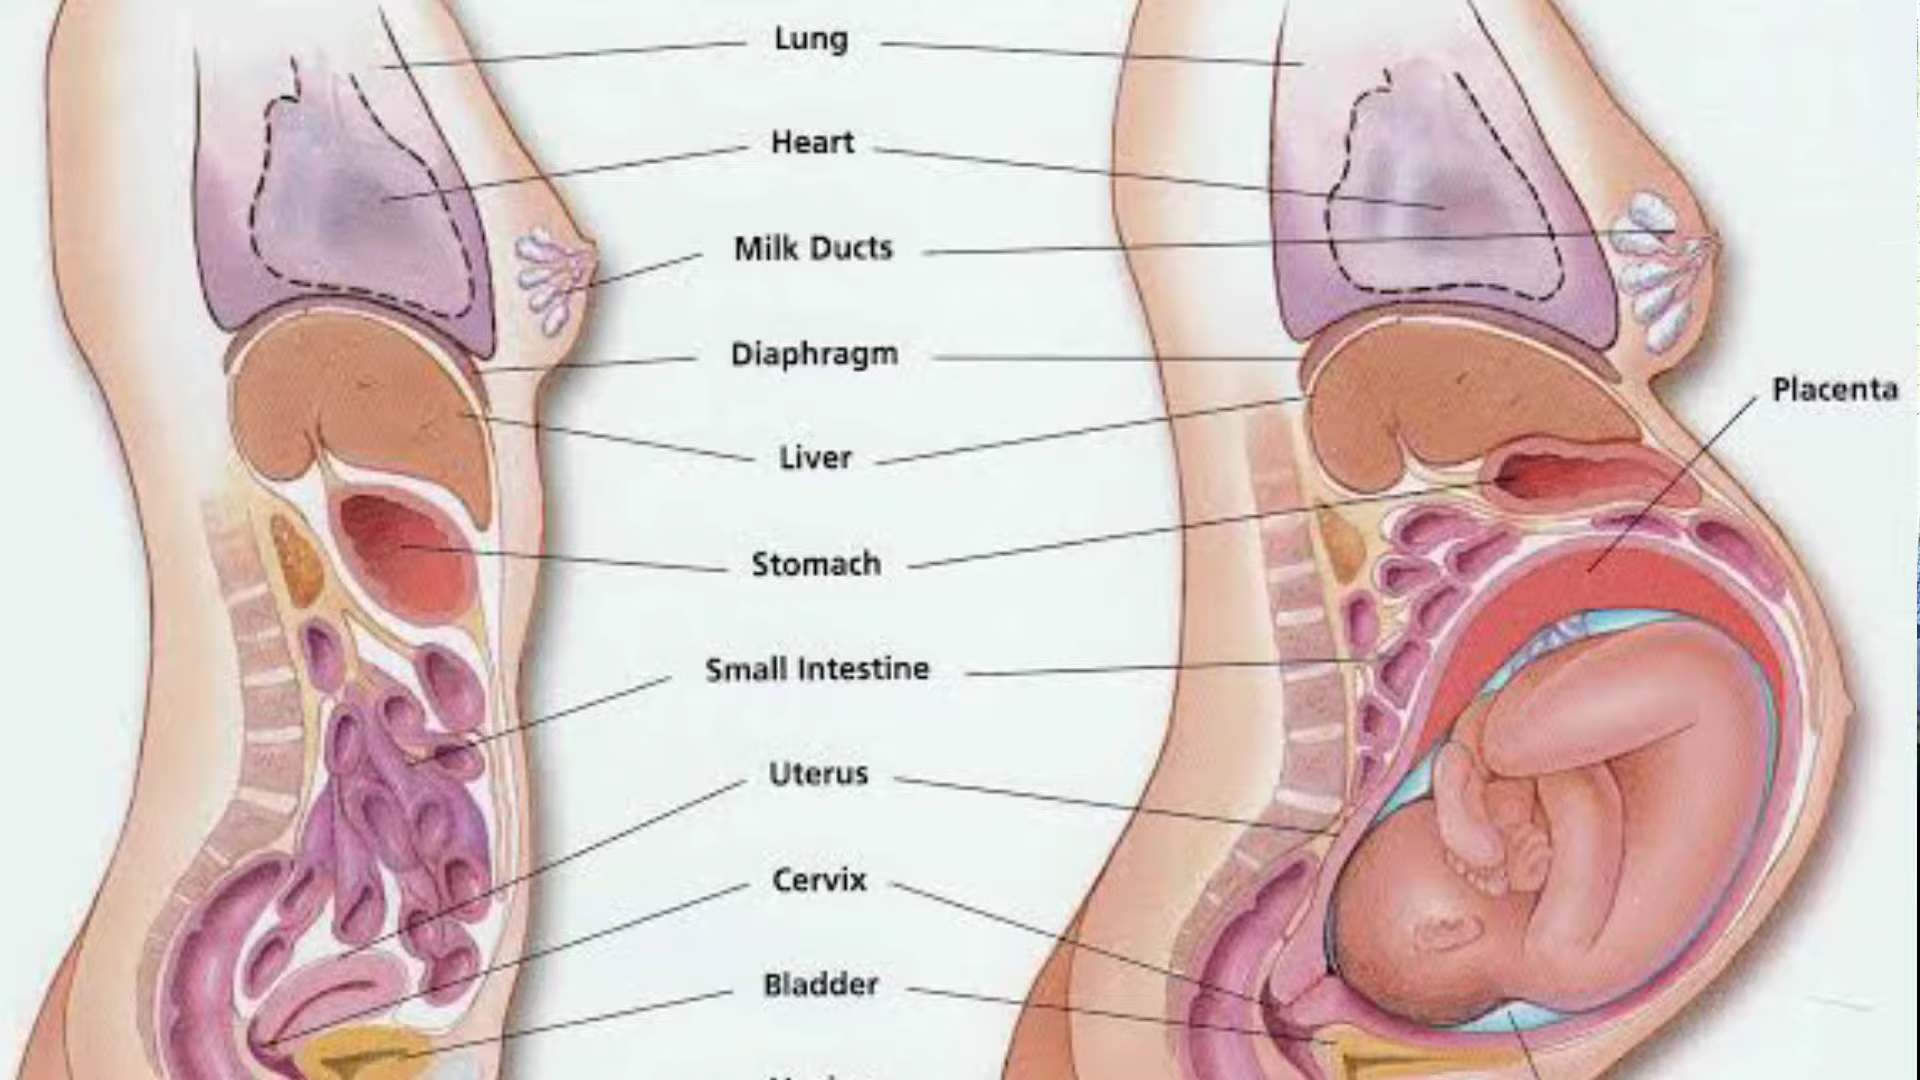 Lung
Heart
Milk Ducts
Diaphragm
Placenta
Liver
Stomach
Small Intestine
Uterus
Cervix
Bladder